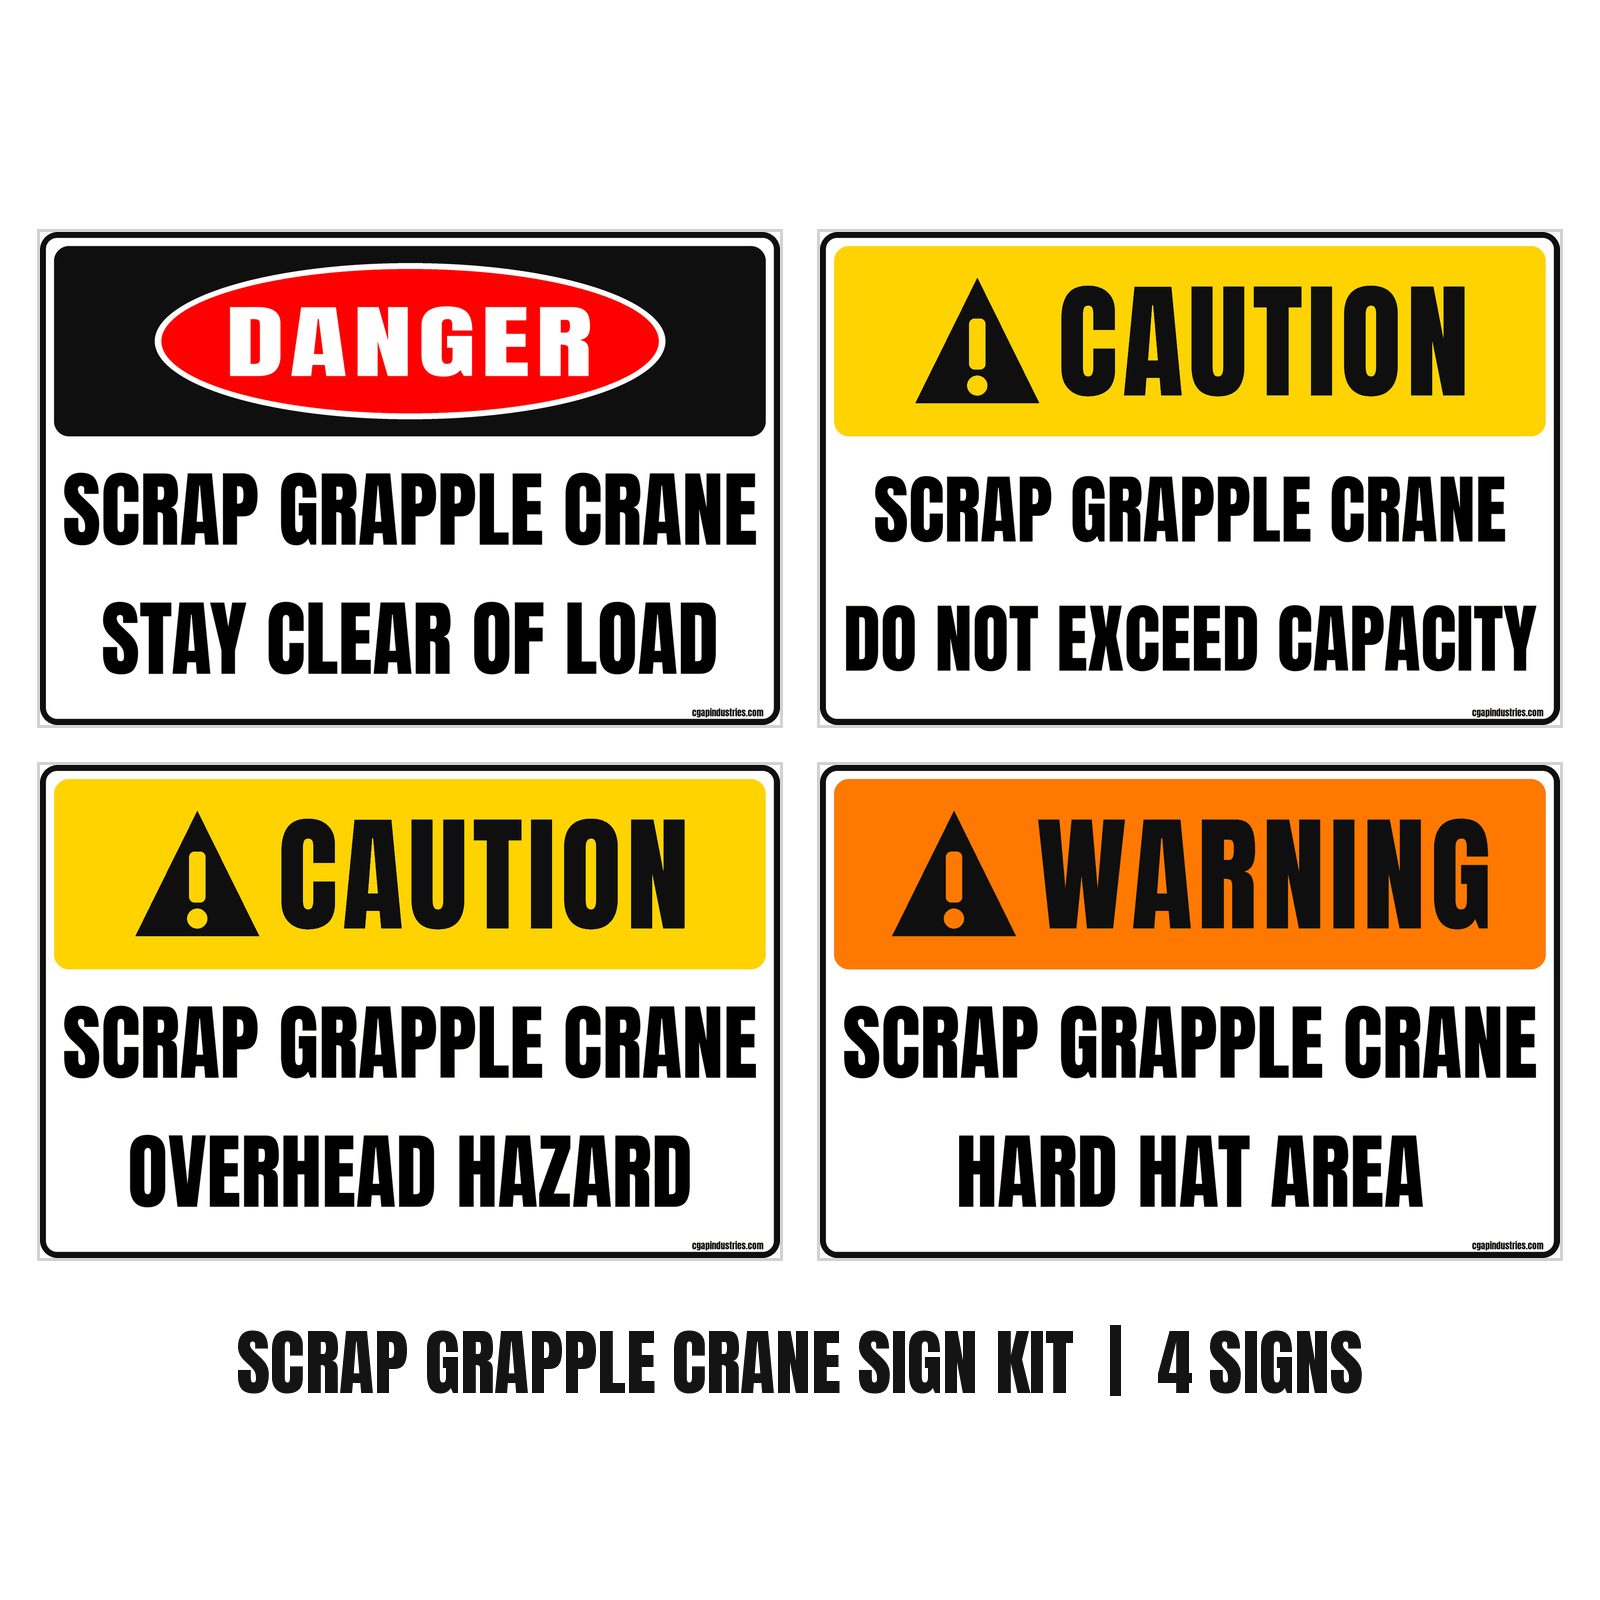 DANGER
SCRAP GRAPPLE CRANE
STAY CLEAR OF LOAD
cgapindustries.com
CAUTION
SCRAP GRAPPLE CRANE
DO NOT EXCEED CAPACITY
cgapindustries.com
CAUTION
SCRAP GRAPPLE CRANE
OVERHEAD HAZARD
cgapindustries.com
WARNING
SCRAP GRAPPLE CRANE
HARD HAT AREA
cgapindustries.com
SCRAP GRAPPLE CRANE SIGN KIT | 4 SIGNS